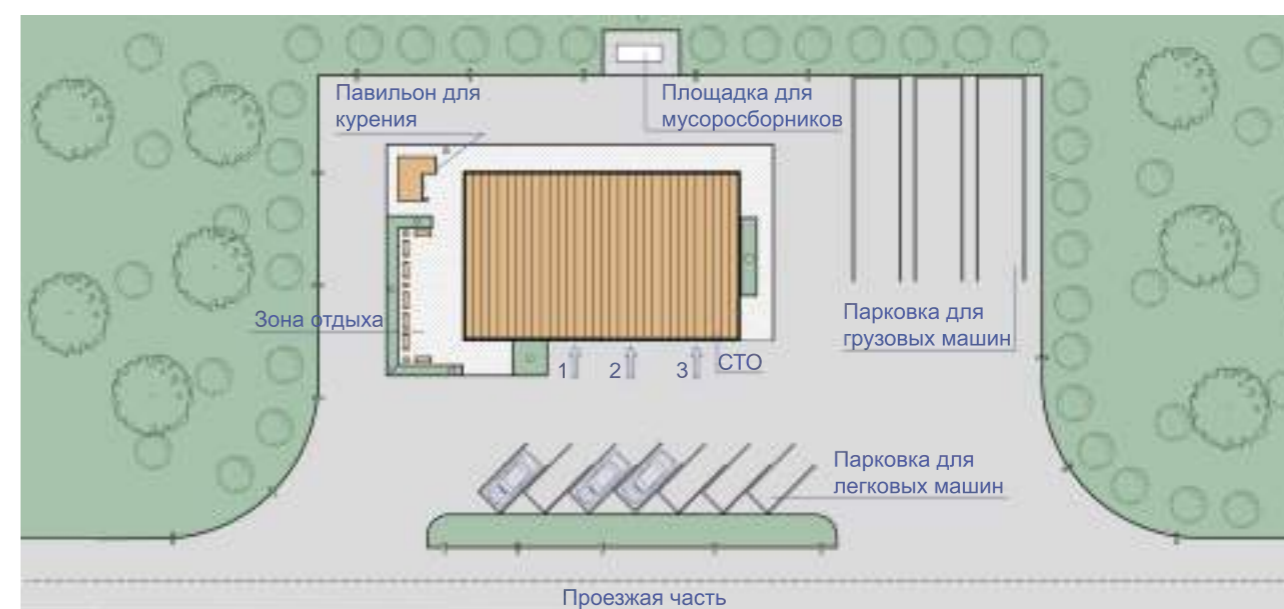 Павильон для
курения
Площадка для
мусоросборников
Зона отдыха
Парковка для
грузовых машин
1 2 3 СТО
Парковка для
легковых машин
Проезжая часть